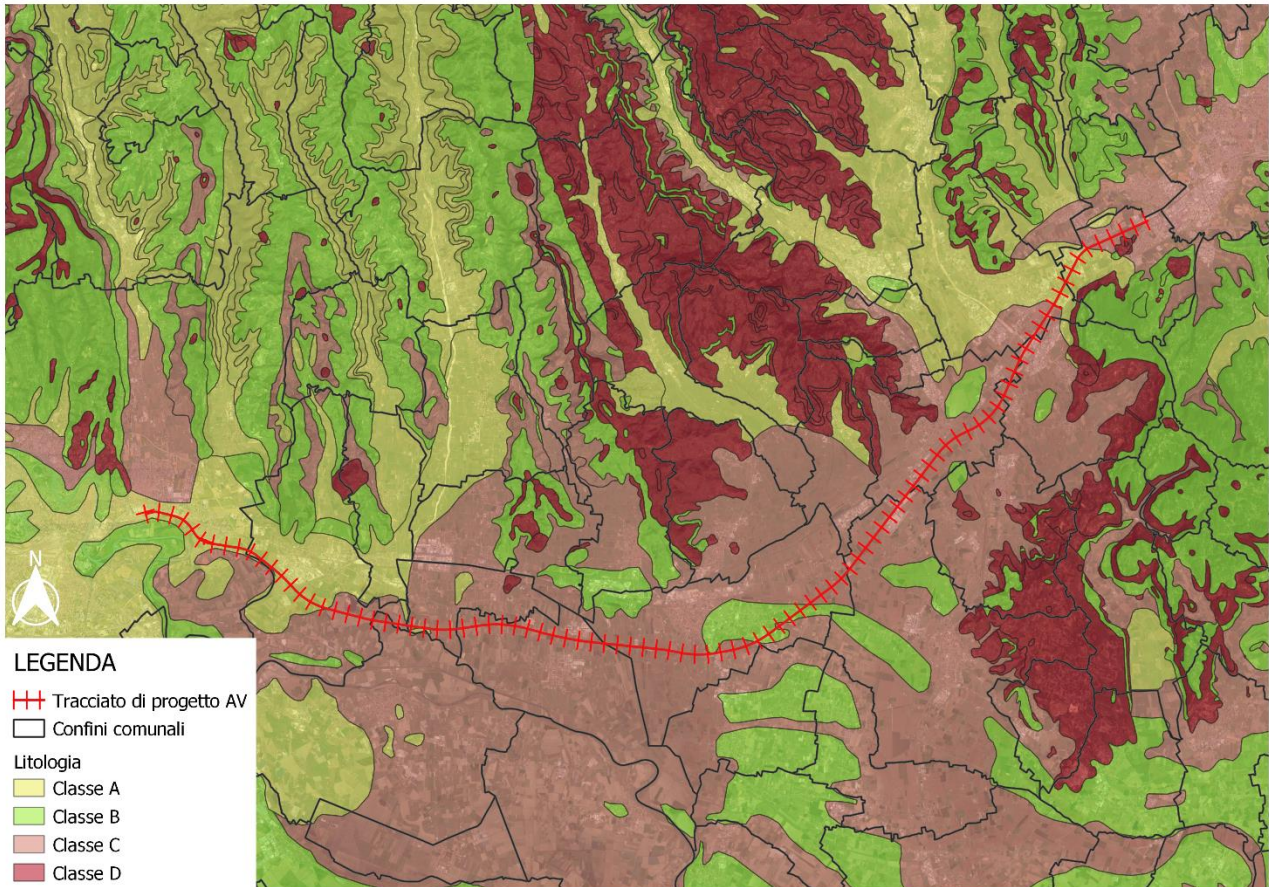 N
LEGENDA
Tracciato di progetto AV
Confini comunali
Litologia
Classe A
Classe B
Classe C
Classe D